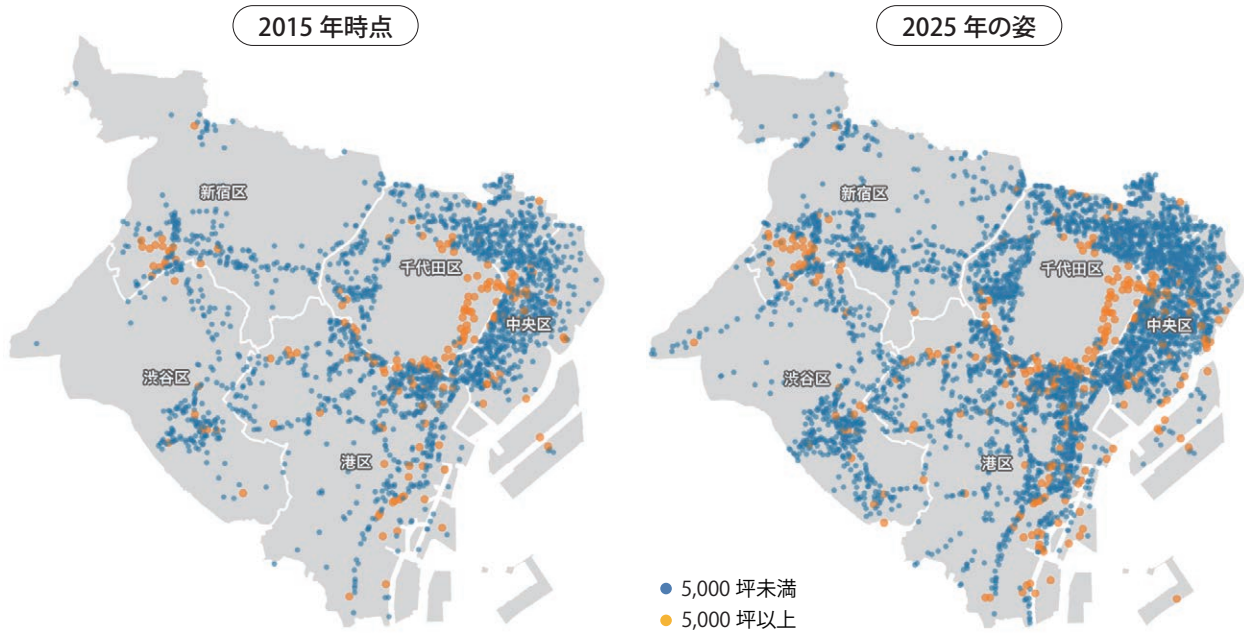 2015 年時点
新宿区
千代田区
中央区
渋谷区
港区
2025 年の姿
新宿区
千代田区
中央区
渋谷区
港区
5,000 坪未満
5,000 坪以上